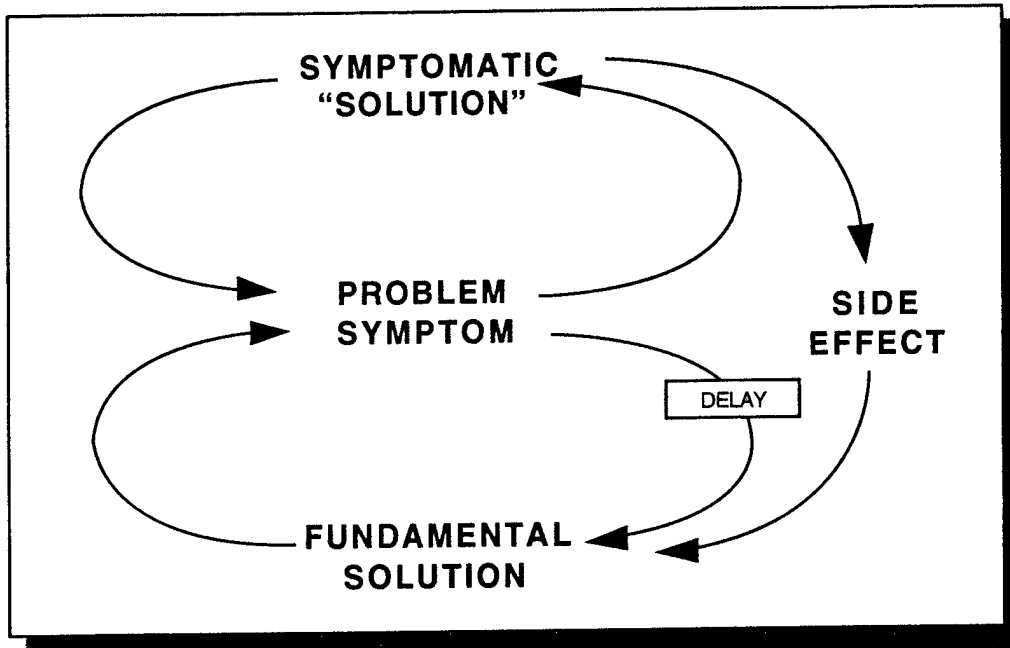 SYMPTOMATIC
“SOLUTION”
PROBLEM
SYMPTOM
SIDE
EFFECT
DELAY
FUNDAMENTAL
SOLUTION